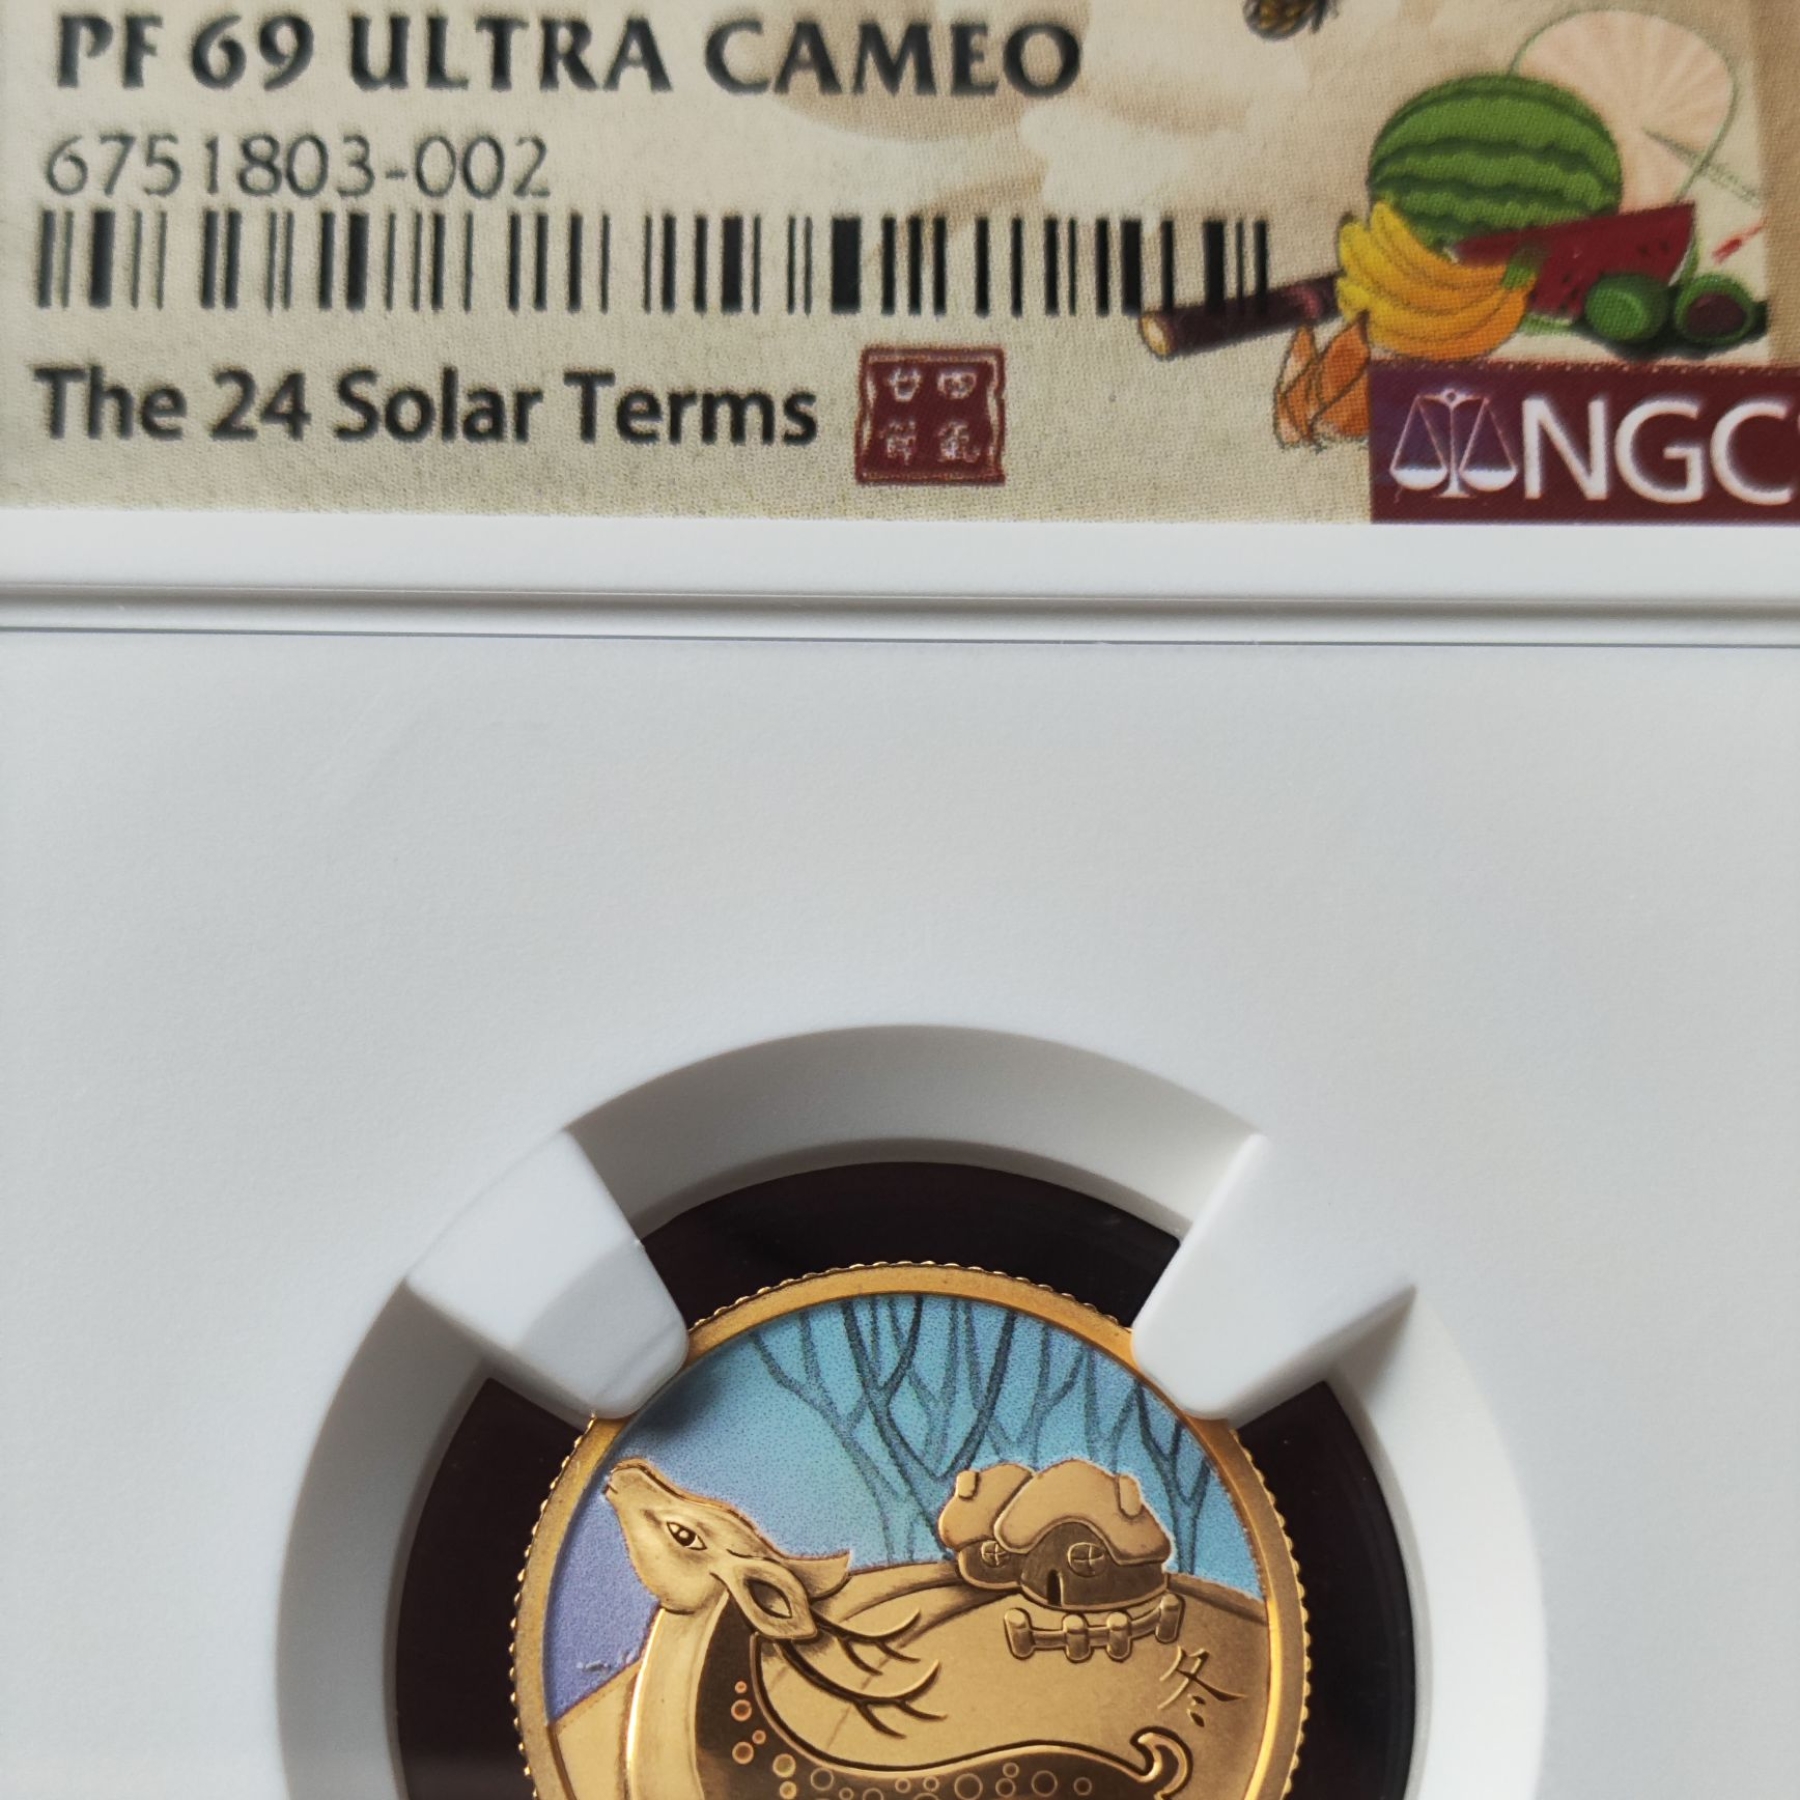 PF 69 ULTRA CAMEO
6751803-002
The 24 Solar Terms
廿四
節氣
NGC
冬